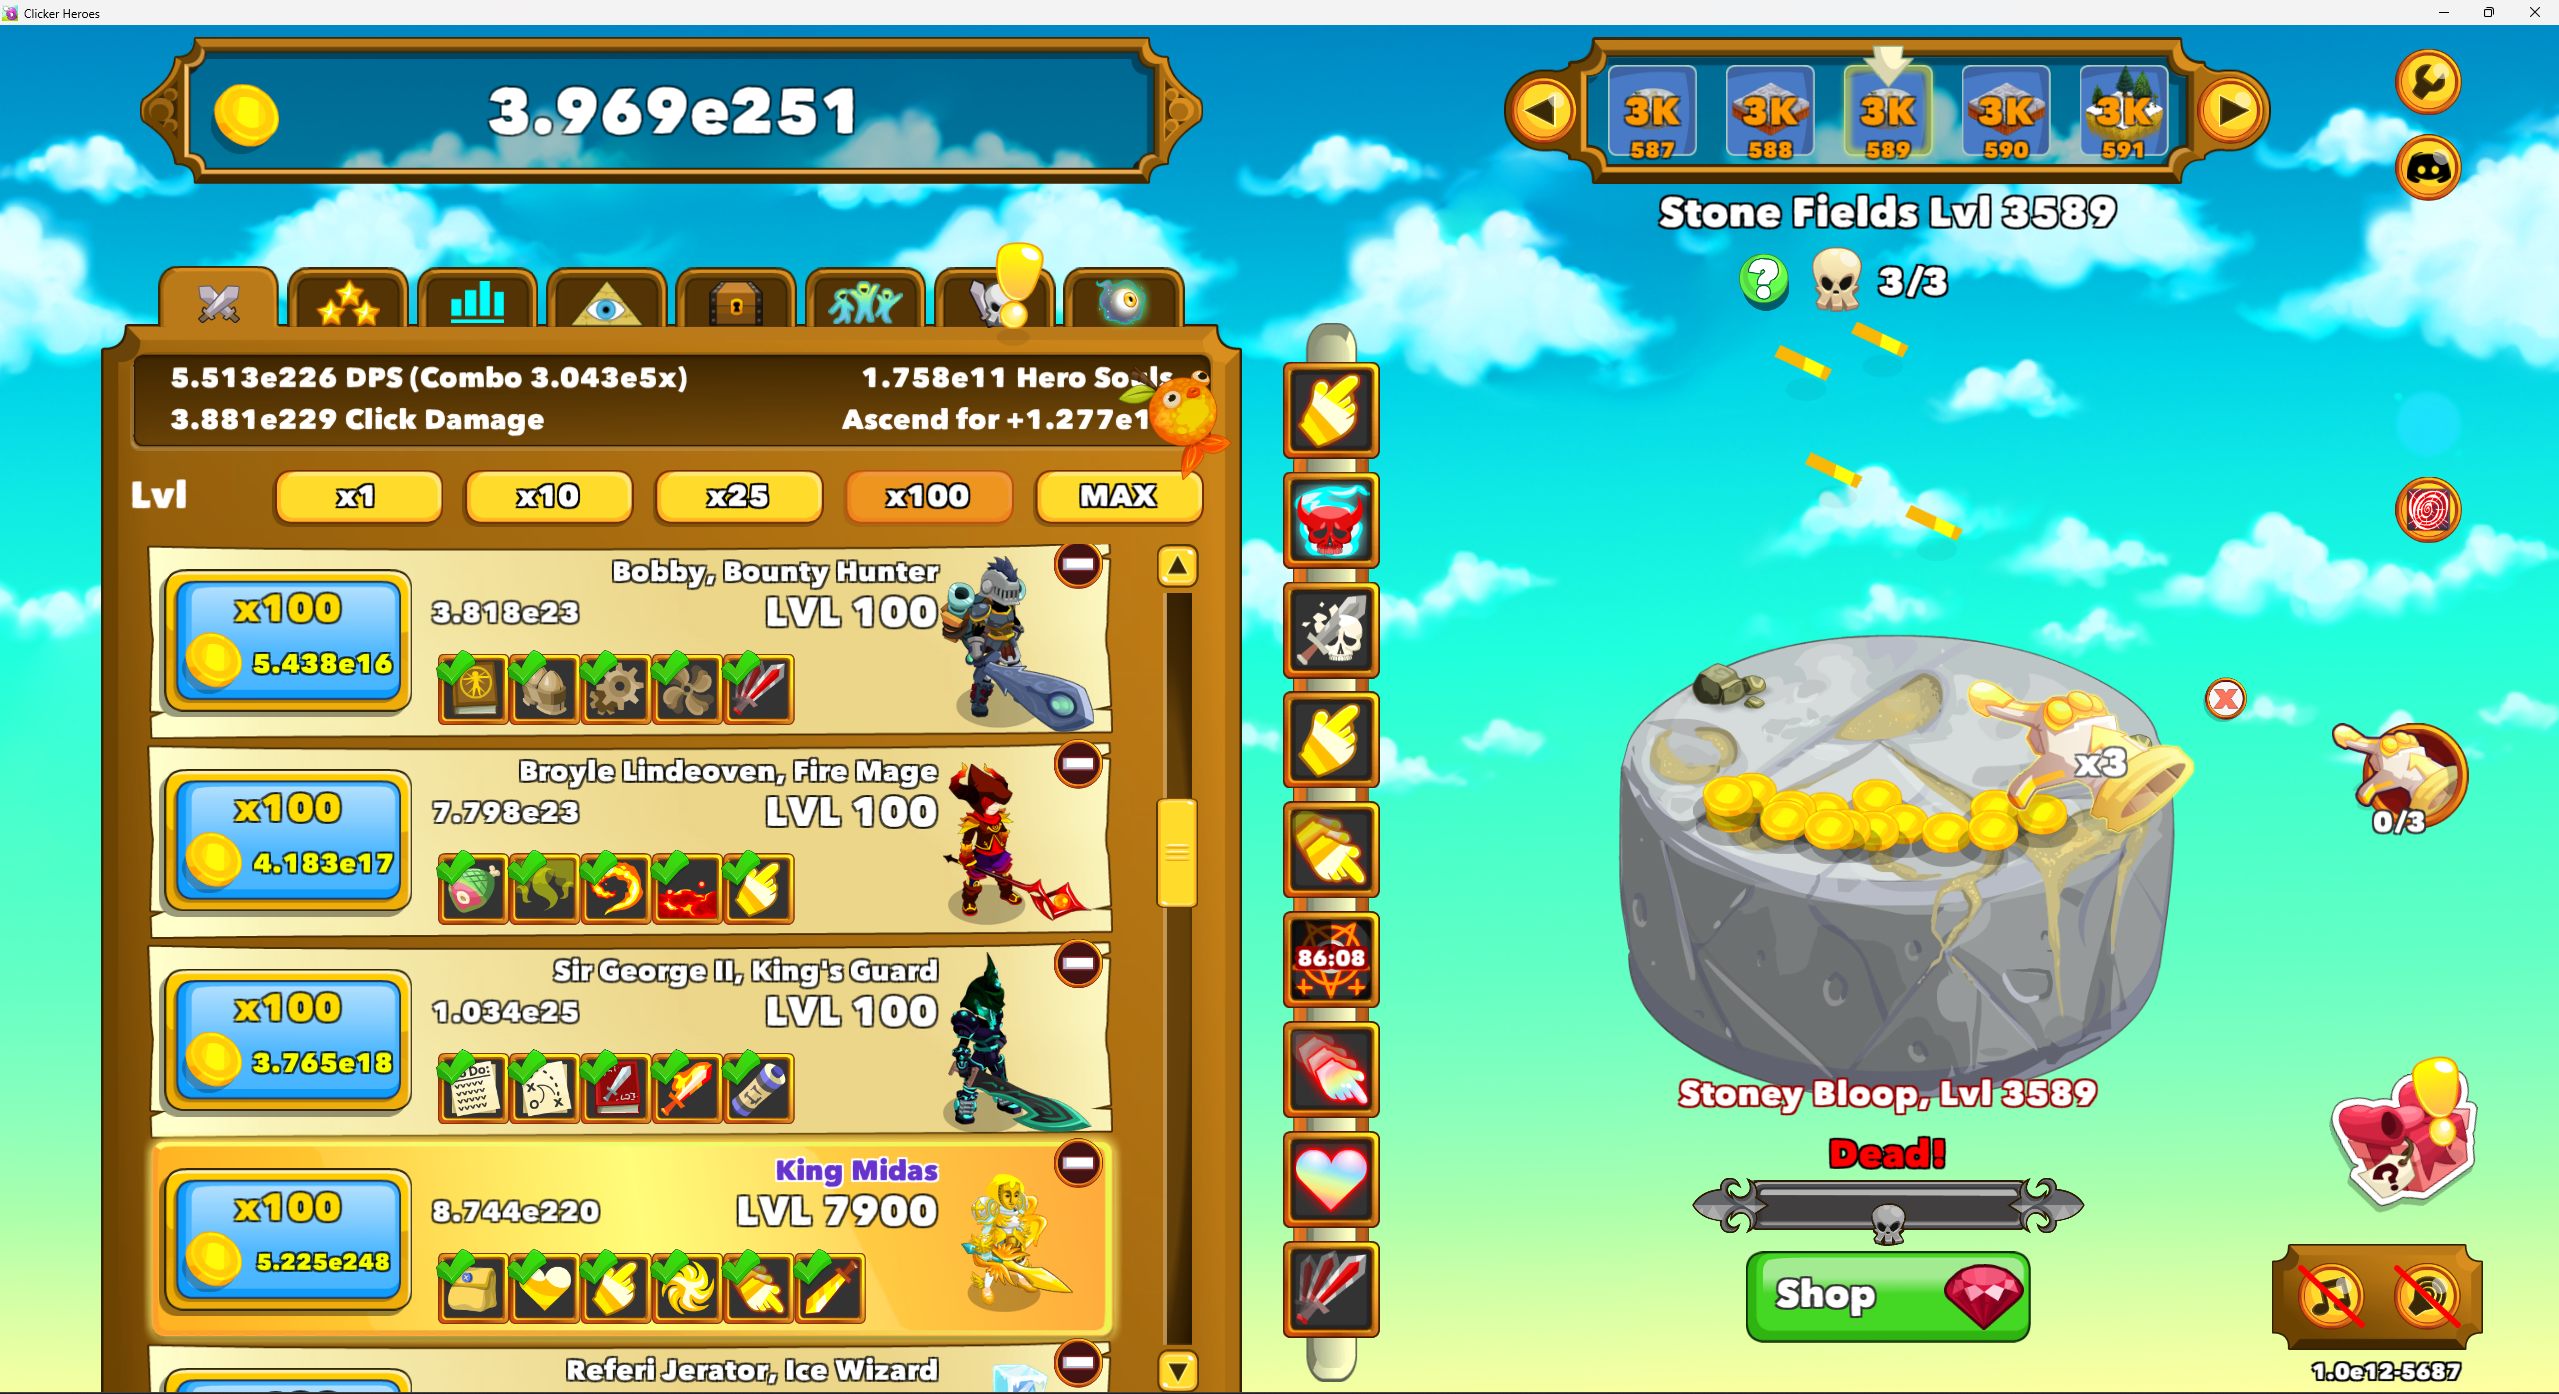 Clicker Heroes
3.969e251
3K
587
3K
588
3K
589
3K
590
3K
591
Stone Fields Lvl 3589
3/3
5.513e226 DPS (Combo 3.043e5x)
3.881e229 Click Damage
1.758e11 Hero Souls
Ascend for +1.277e1
Lvl
x1
x10
x25
x100
MAX
Bobby, Bounty Hunter
x100
5.438e16
3.818e23
LVL 100
Broyle Lindeoven, Fire Mage
x100
4.183e17
7.798e23
LVL 100
Sir George II, King's Guard
x100
3.765e18
1.034e25
LVL 100
Do:
King Midas
x100
5.225e248
8.744e220
LVL 7900
Referi Jerator, Ice Wizard
86:08
x3
0/3
Stoney Bloop, Lvl 3589
Dead!
Shop
1.0e12-5687